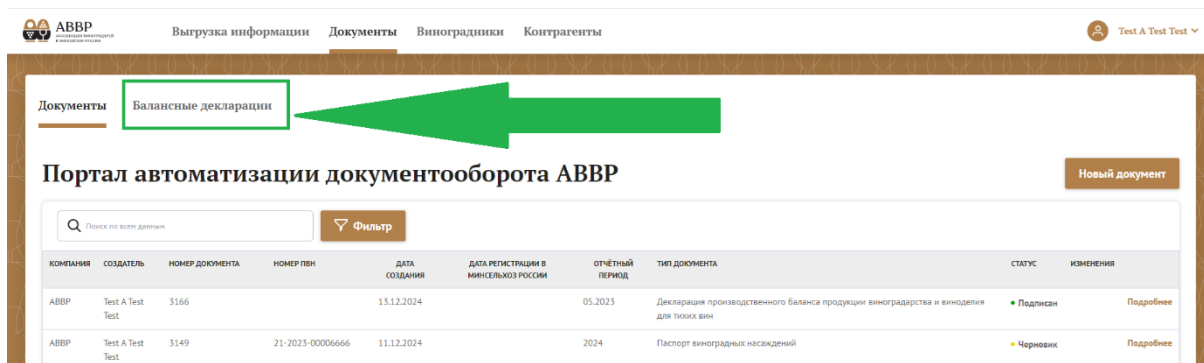 АВВР
АССОЦИАЦИЯ ВИНОГРАДАРЕЙ
И ВИНОДЕЛОВ РОССИИ
Выгрузка информации Документы Виноградники Контрагенты
Test A Test Test
Документы Балансные декларации
Портал автоматизации документооборота АВВР
Новый документ
Поиск по всем данным
Фильтр
КОМПАНИЯ СОЗДАТЕЛЬ НОМЕР ДОКУМЕНТА НОМЕР ПВН ДАТА СОЗДАНИЯ ДАТА РЕГИСТРАЦИИ В МИНСЕЛЬХОЗ РОССИИ ОТЧЁТНЫЙ ПЕРИОД ТИП ДОКУМЕНТА СТАТУС ИЗМЕНЕНИЯ
АВВР Test A Test 3166 13.12.2024 05.2023 Декларация производственного баланса продукции виноградарства и виноделия Подписан Подробнее
Test для тихих вин
АВВР Test A Test 3149 21-2023-00006666 11.12.2024 2024 Паспорт виноградных насаждений Черновик Подробнее
Test